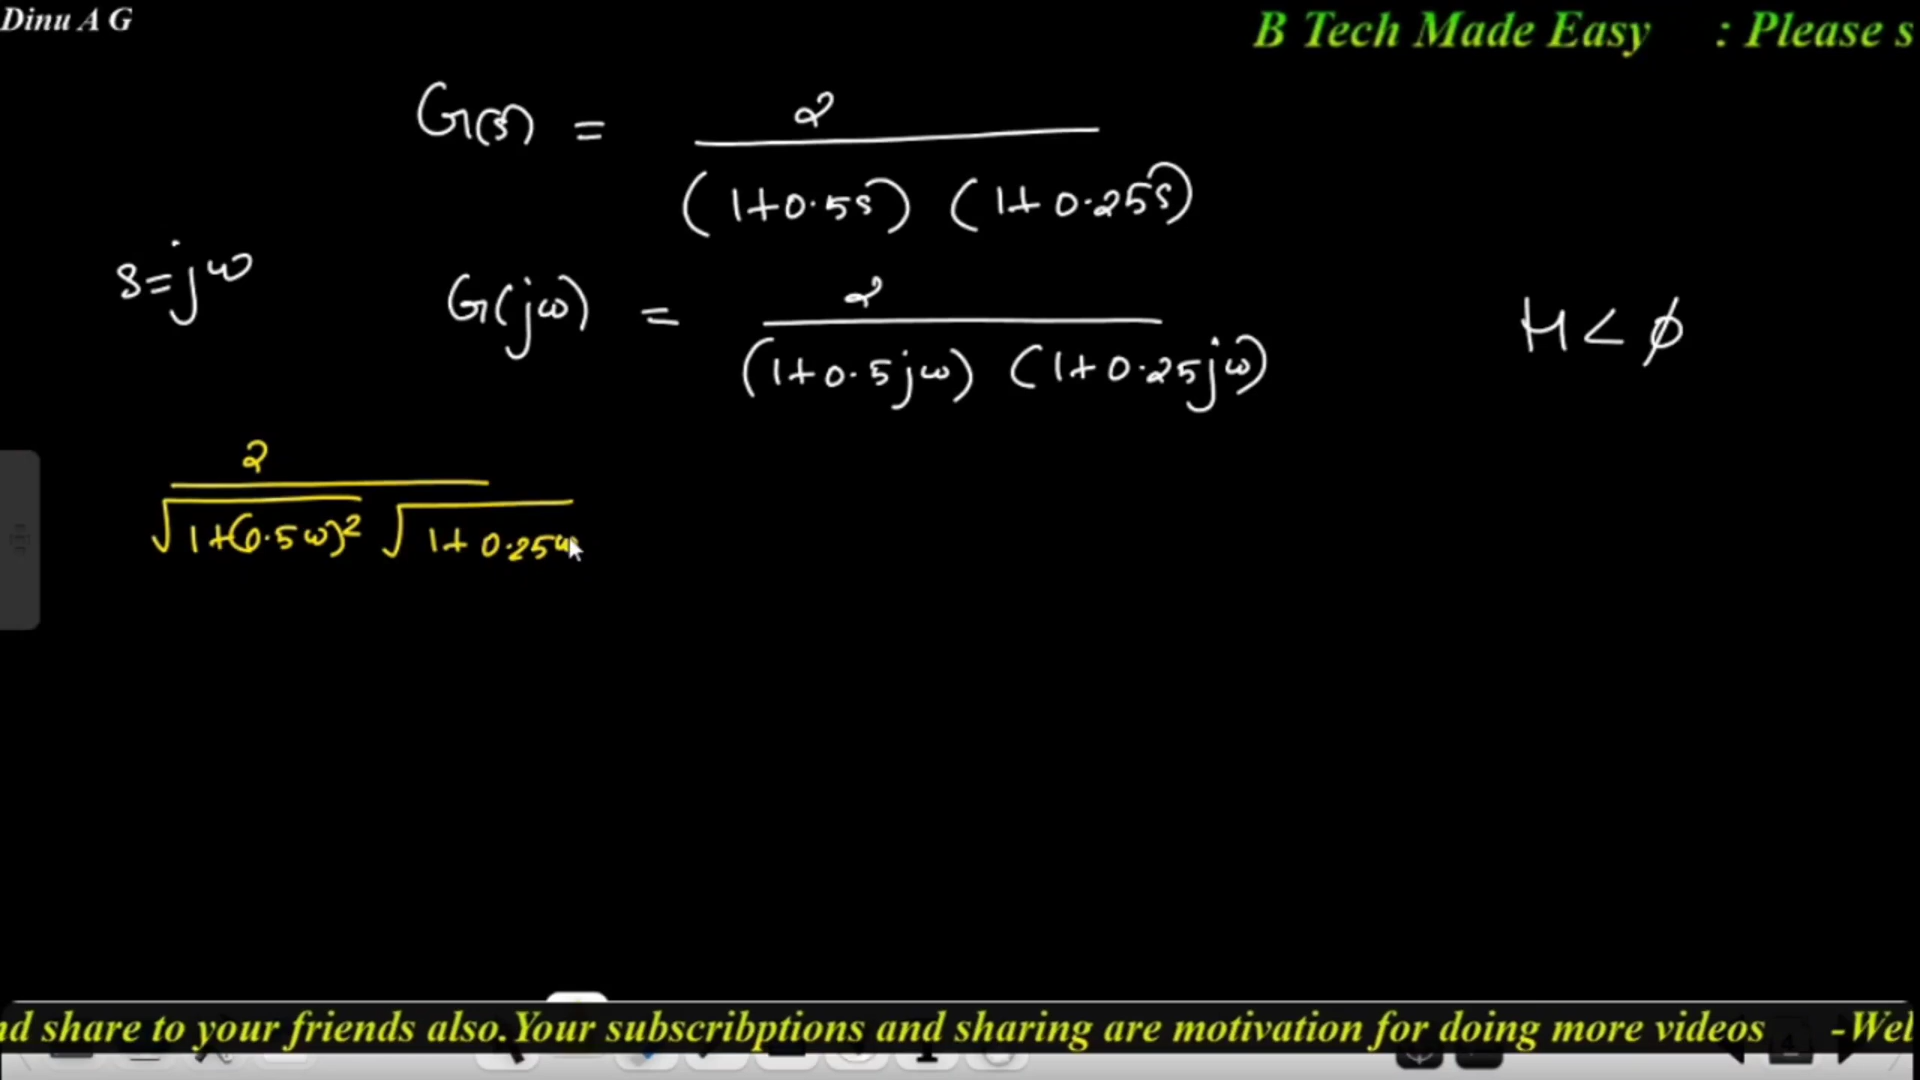 Dinu A G
B Tech Made Easy : Please s
G(s) = 2 / (1+0.5s) (1+0.25s)
s=jω
G(jω) = 2 / (1+0.5jω) (1+0.25jω)
M∠ϕ
2 / √1+(0.5ω)² √1+0.25ω
nd share to your friends also.Your subscribptions and sharing are motivation for doing more videos -Wel